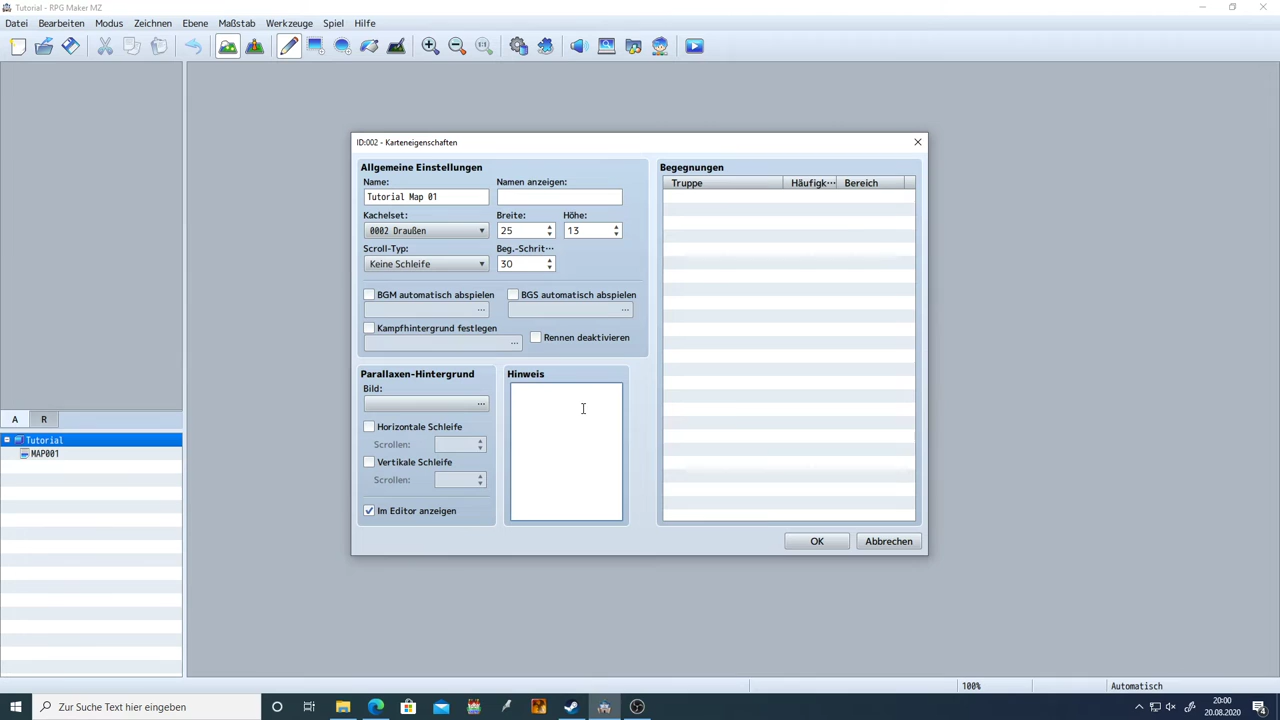 Tutorial - RPG Maker MZ
Datei Bearbeiten Modus Zeichnen Ebene Maßstab Werkzeuge Spiel Hilfe
1:1
ID:002 - Karteneigenschaften
Allgemeine Einstellungen
Name: Namen anzeigen:
Tutorial Map 01
Kachelset: Breite: Höhe:
0002 Draußen 25 13
Scroll-Typ: Beg.-Schrit···
Keine Schleife 30
BGM automatisch abspielen BGS automatisch abspielen
Kampfhintergrund festlegen
Rennen deaktivieren
Parallaxen-Hintergrund
Bild:
Horizontale Schleife
Scrollen:
Vertikale Schleife
Scrollen:
Im Editor anzeigen
Hinweis
Begegnungen
Truppe Häufigk··· Bereich
OK Abbrechen
A R
Tutorial
MAP001
100% Automatisch
Zur Suche Text hier eingeben
20:00
20.08.2020
4